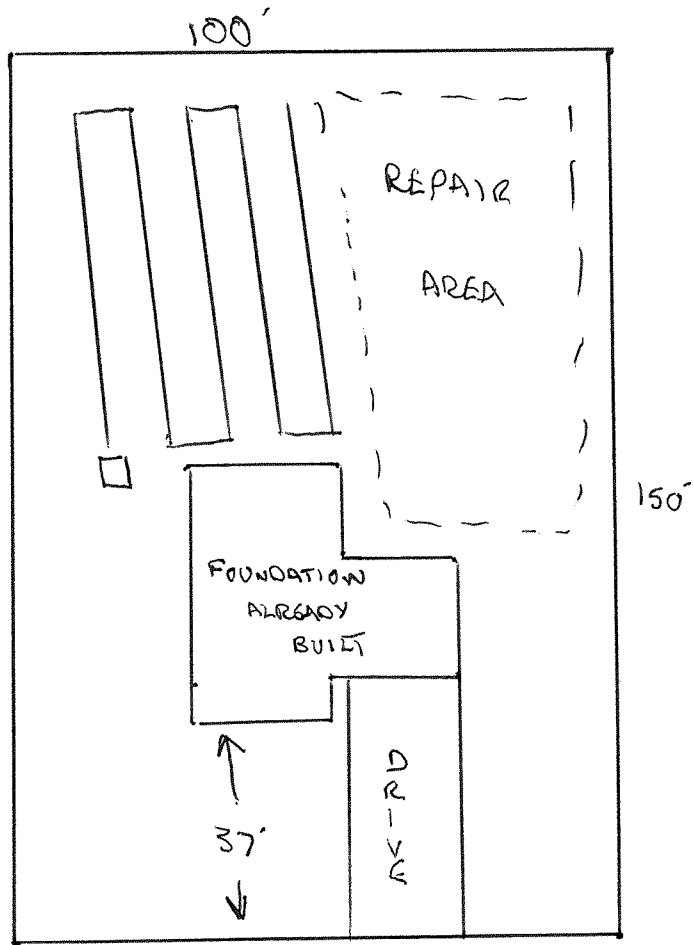 100'
REPAIR
AREA
150'
FOUNDATION
ALREADY
BUILT
37'
D
R
I
V
E